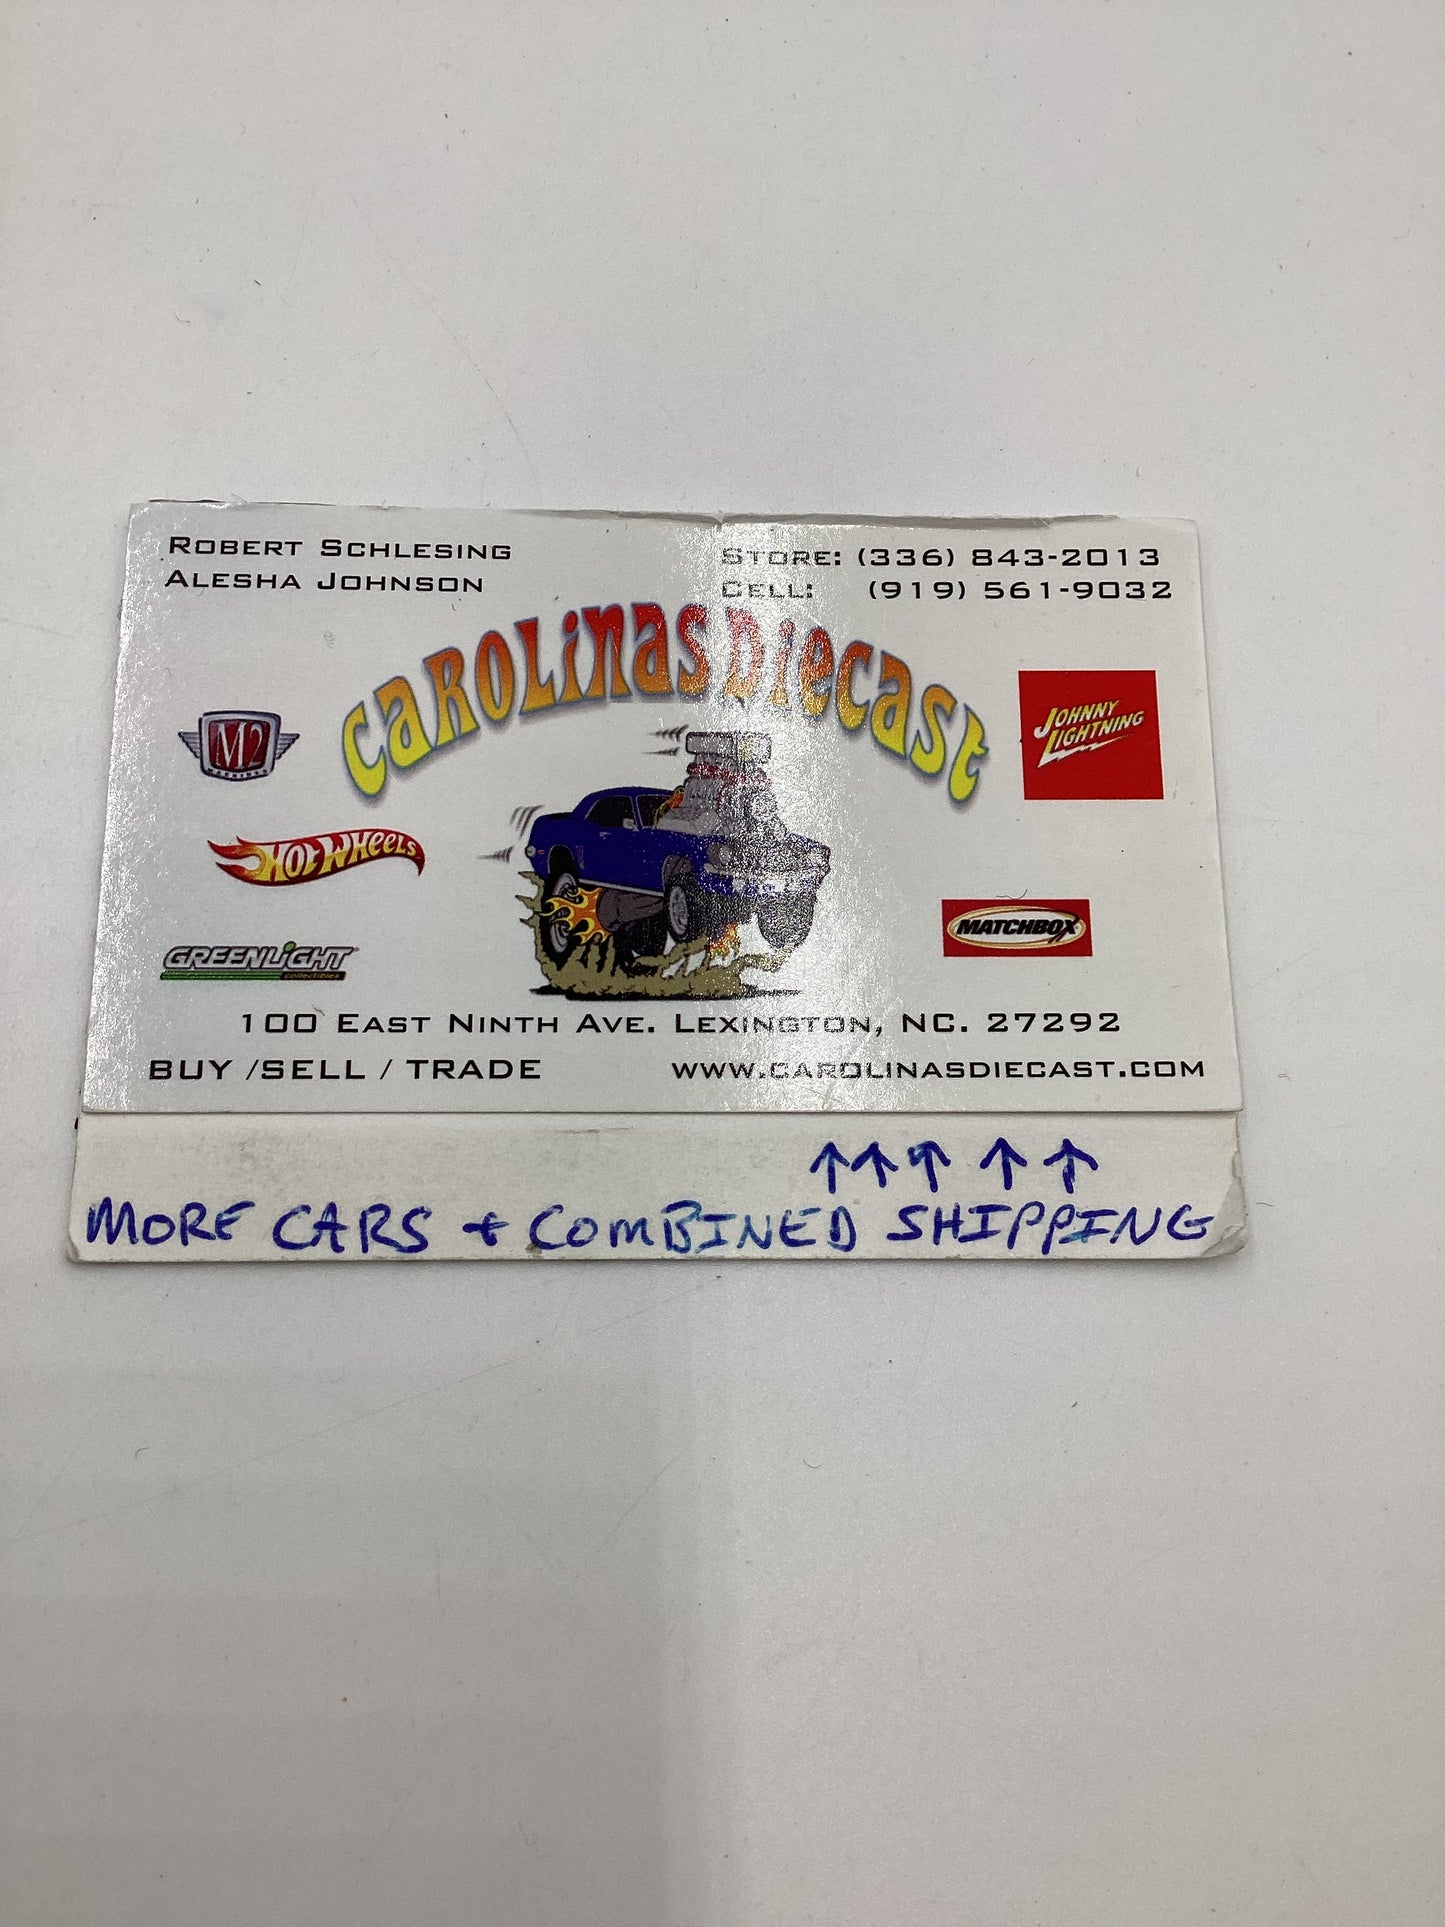 ROBERT SCHLESING
ALESHA JOHNSON
STORE: (336) 843-2013
CELL: (919) 561-9032
CAROLINAS DIECAST
M2
MACHINES
JOHNNY
LIGHTNING
HOT WHEELS
MATCHBOX
GREENLIGHT
collectibles
100 EAST NINTH AVE. LEXINGTON, NC. 27292
BUY /SELL / TRADE
WWW.CAROLINASDIECAST.COM
↑↑↑↑↑
MORE CARS + COMBINED SHIPPING